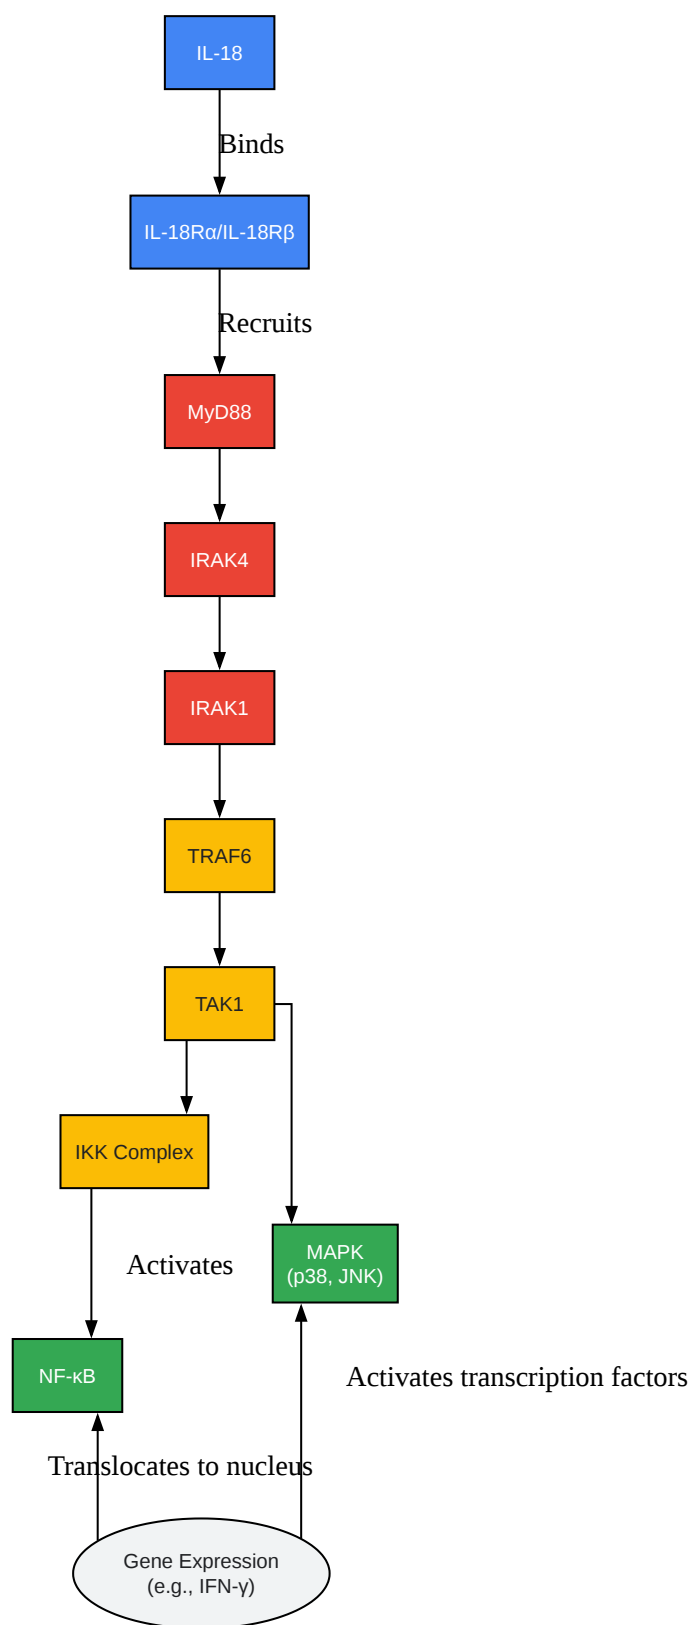 IL-18
Binds
IL-18Rα/IL-18Rβ
Recruits
MyD88
IRAK4
IRAK1
TRAF6
TAK1
IKK Complex
MAPK
(p38, JNK)
Activates
NF-κB
Activates transcription factors
Translocates to nucleus
Gene Expression
(e.g., IFN-γ)